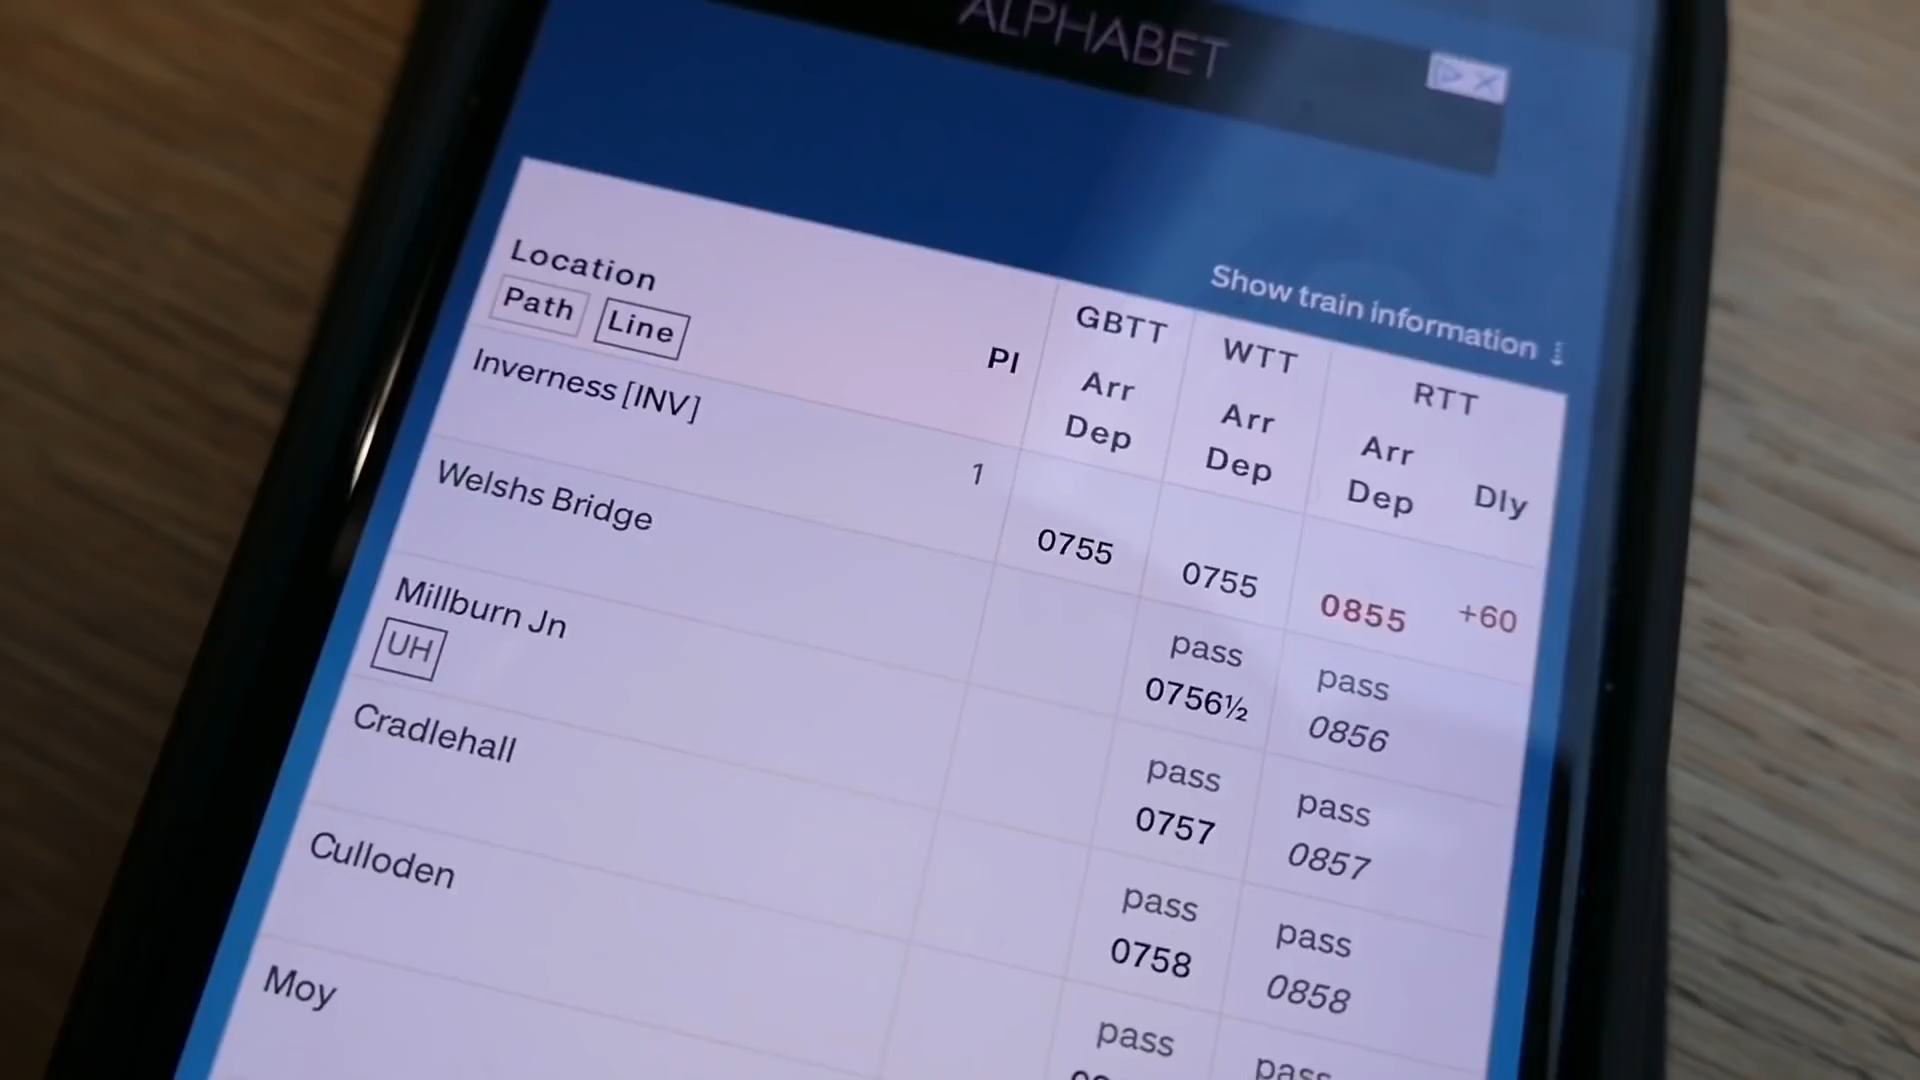 ALPHABET
Show train information
Location
Path Line
Pl
GBTT
Arr
Dep
WTT
Arr
Dep
RTT
Arr
Dep
Dly
Inverness [INV]
1
0755
0755
0855 +60
Welshs Bridge
pass
0756½
pass
0856
Millburn Jn
UH
pass
0757
pass
0857
Cradlehall
pass
0758
pass
0858
Culloden
pass
pass
Moy